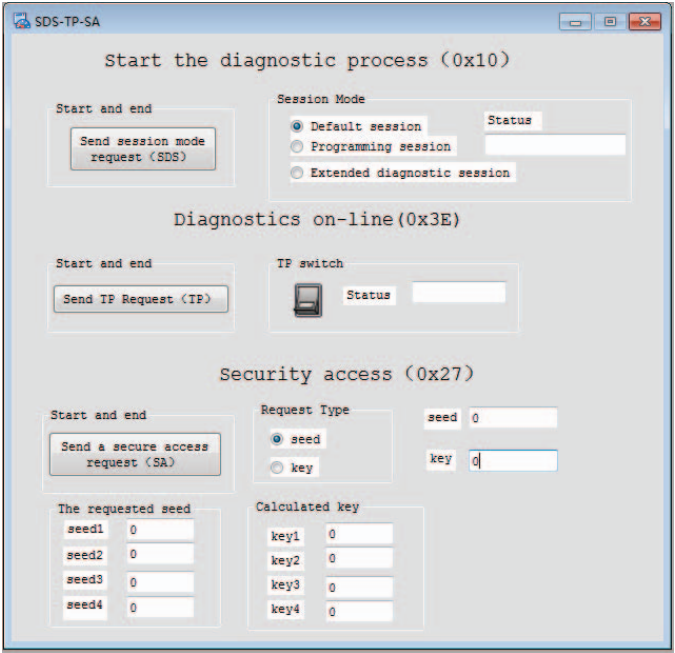 SDS-TP-SA
Start the diagnostic process (0x10)
Start and end
Send session mode
request (SDS)
Session Mode
Default session
Programming session
Extended diagnostic session
Status
Diagnostics on-line(0x3E)
Start and end
Send TP Request (TP)
TP switch
Status
Security access (0x27)
Start and end
Send a secure access
request (SA)
Request Type
seed
key
seed 0
key 0
The requested seed
seed1 0
seed2 0
seed3 0
seed4 0
Calculated key
key1 0
key2 0
key3 0
key4 0